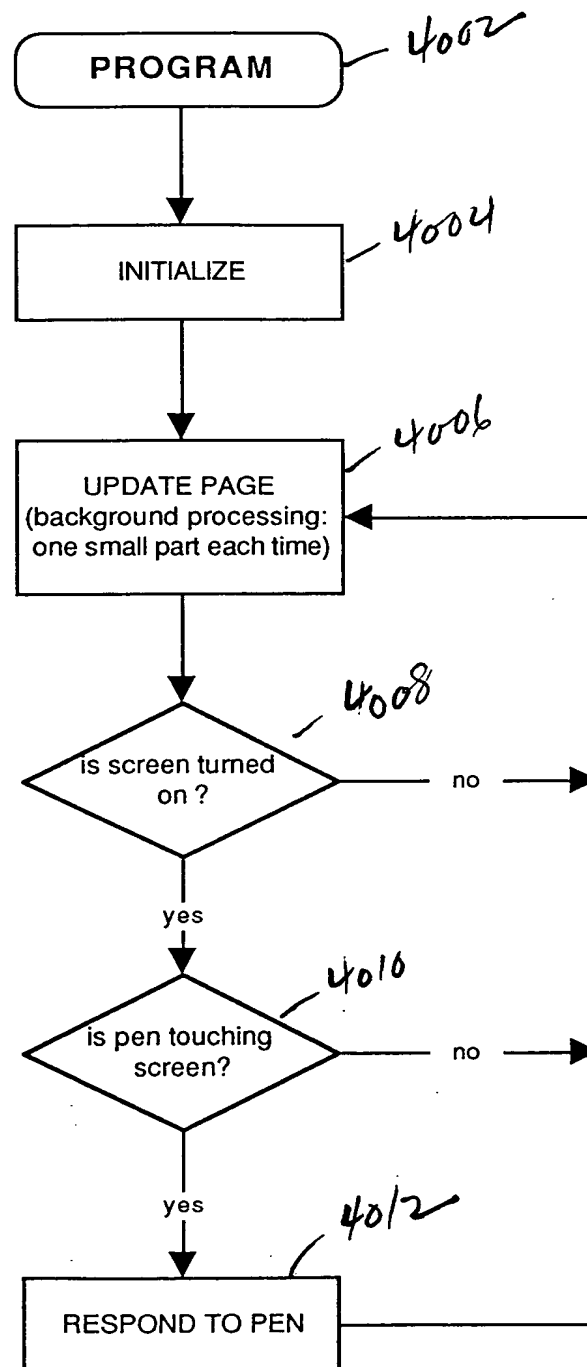 PROGRAM
4002
INITIALIZE
4004
4006
UPDATE PAGE
(background processing:
one small part each time)
4008
is screen turned
on ?
no
yes
4010
is pen touching
screen?
no
yes
4012
RESPOND TO PEN